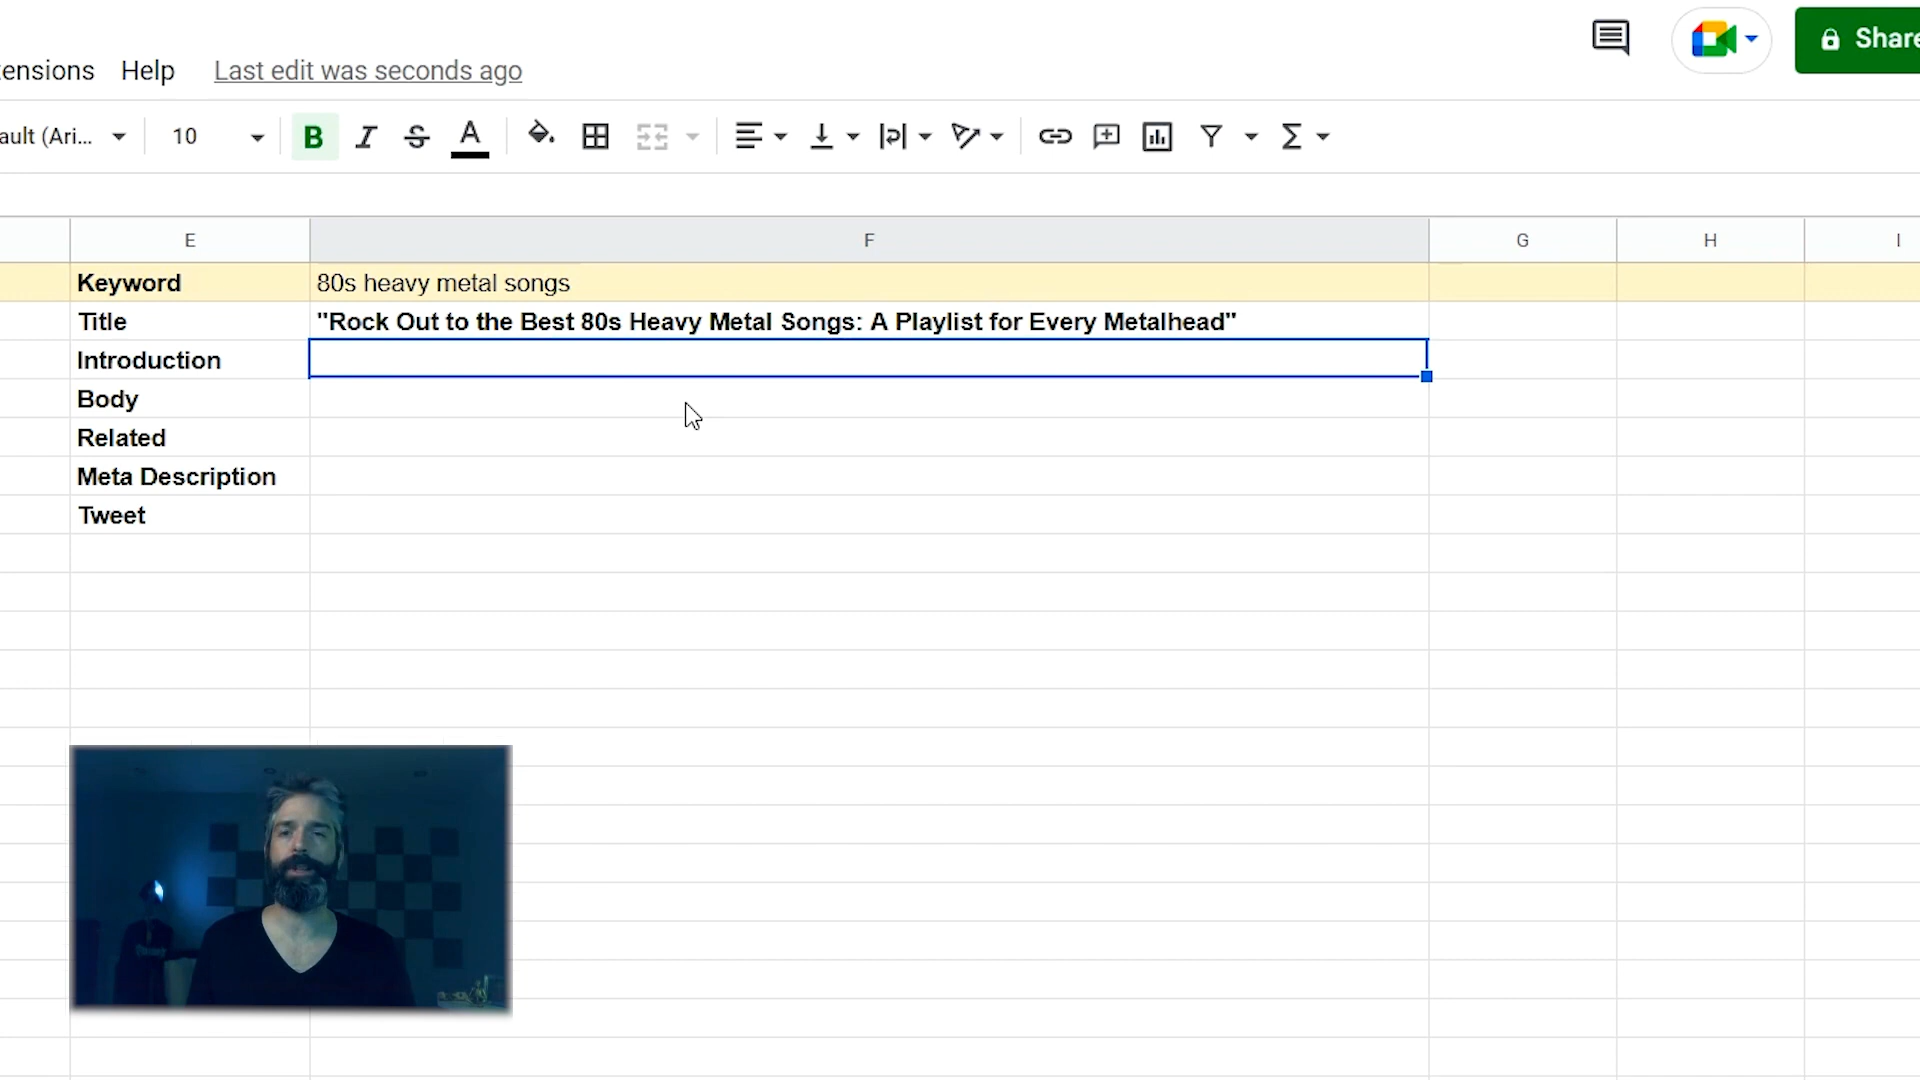 tensions Help Last edit was seconds ago Share
ault (Ari... 10 B I S A
E F G H I
Keyword 80s heavy metal songs
Title "Rock Out to the Best 80s Heavy Metal Songs: A Playlist for Every Metalhead"
Introduction
Body
Related
Meta Description
Tweet